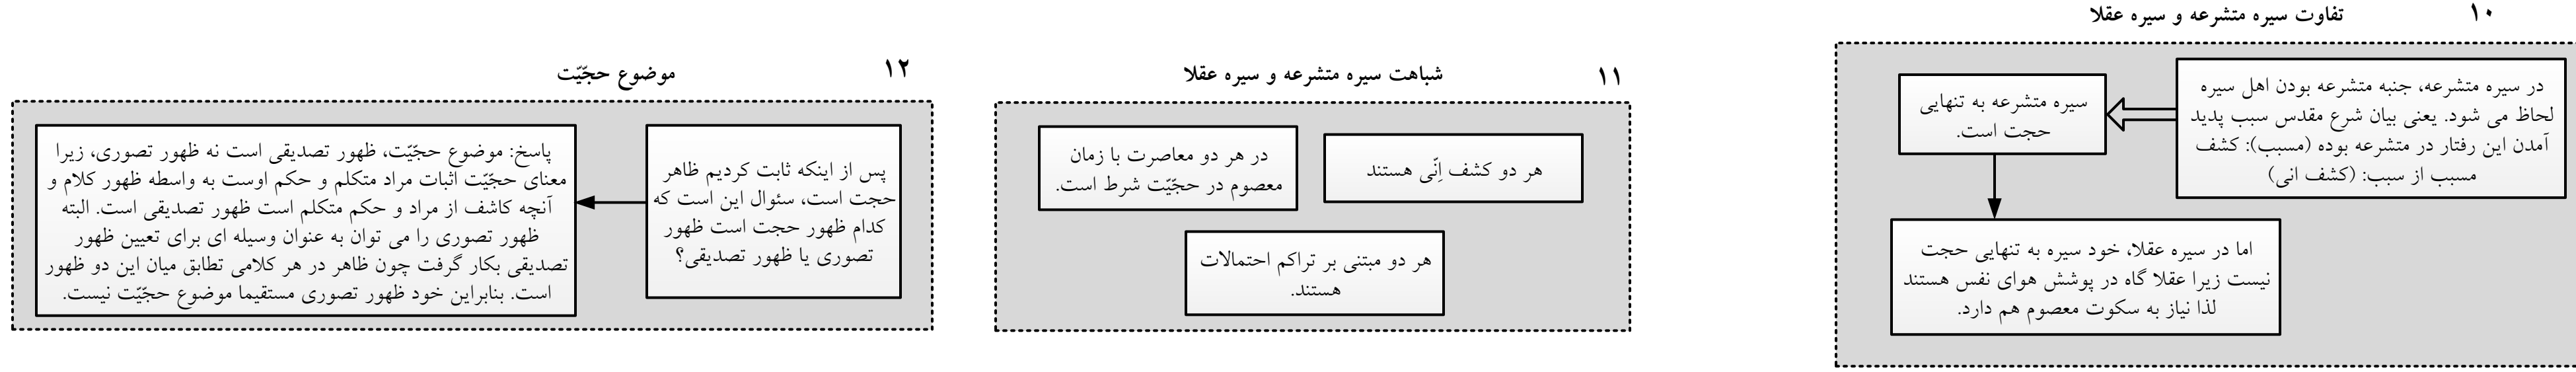 ۱۰
تفاوت سیره متشرعه و سیره عقلا
در سیره متشرعه، جنبه متشرعه بودن اهل سیره
لحاظ می شود. یعنی بیان شرع مقدس سبب پدید
آمدن این رفتار در متشرعه بوده (مسبب): کشف
مسبب از سبب: (کشف انی)
سیره متشرعه به تنهایی
حجت است.
اما در سیره عقلا، خود سیره به تنهایی حجت
نیست زیرا عقلا گاه در پوشش هوای نفس هستند
لذا نیاز به سکوت معصوم هم دارد.
۱۱
شباهت سیره متشرعه و سیره عقلا
هر دو کشف اِنّی هستند
در هر دو معاصرت با زمان
معصوم در حجّیّت شرط است.
هر دو مبتنی بر تراکم احتمالات
هستند.
۱۲
موضوع حجّیّت
پس از اینکه ثابت کردیم ظاهر
حجت است، سئوال این است که
کدام ظهور حجت است ظهور
تصوری یا ظهور تصدیقی؟
پاسخ: موضوع حجّیّت، ظهور تصدیقی است نه ظهور تصوری، زیرا
معنای حجّیّت اثبات مراد متکلم و حکم اوست به واسطه ظهور کلام و
آنچه کاشف از مراد و حکم متکلم است ظهور تصدیقی است. البته
ظهور تصوری را می توان به عنوان وسیله ای برای تعیین ظهور
تصدیقی بکار گرفت چون ظاهر در هر کلامی تطابق میان این دو ظهور
است. بنابراین خود ظهور تصوری مستقیما موضوع حجّیّت نیست.